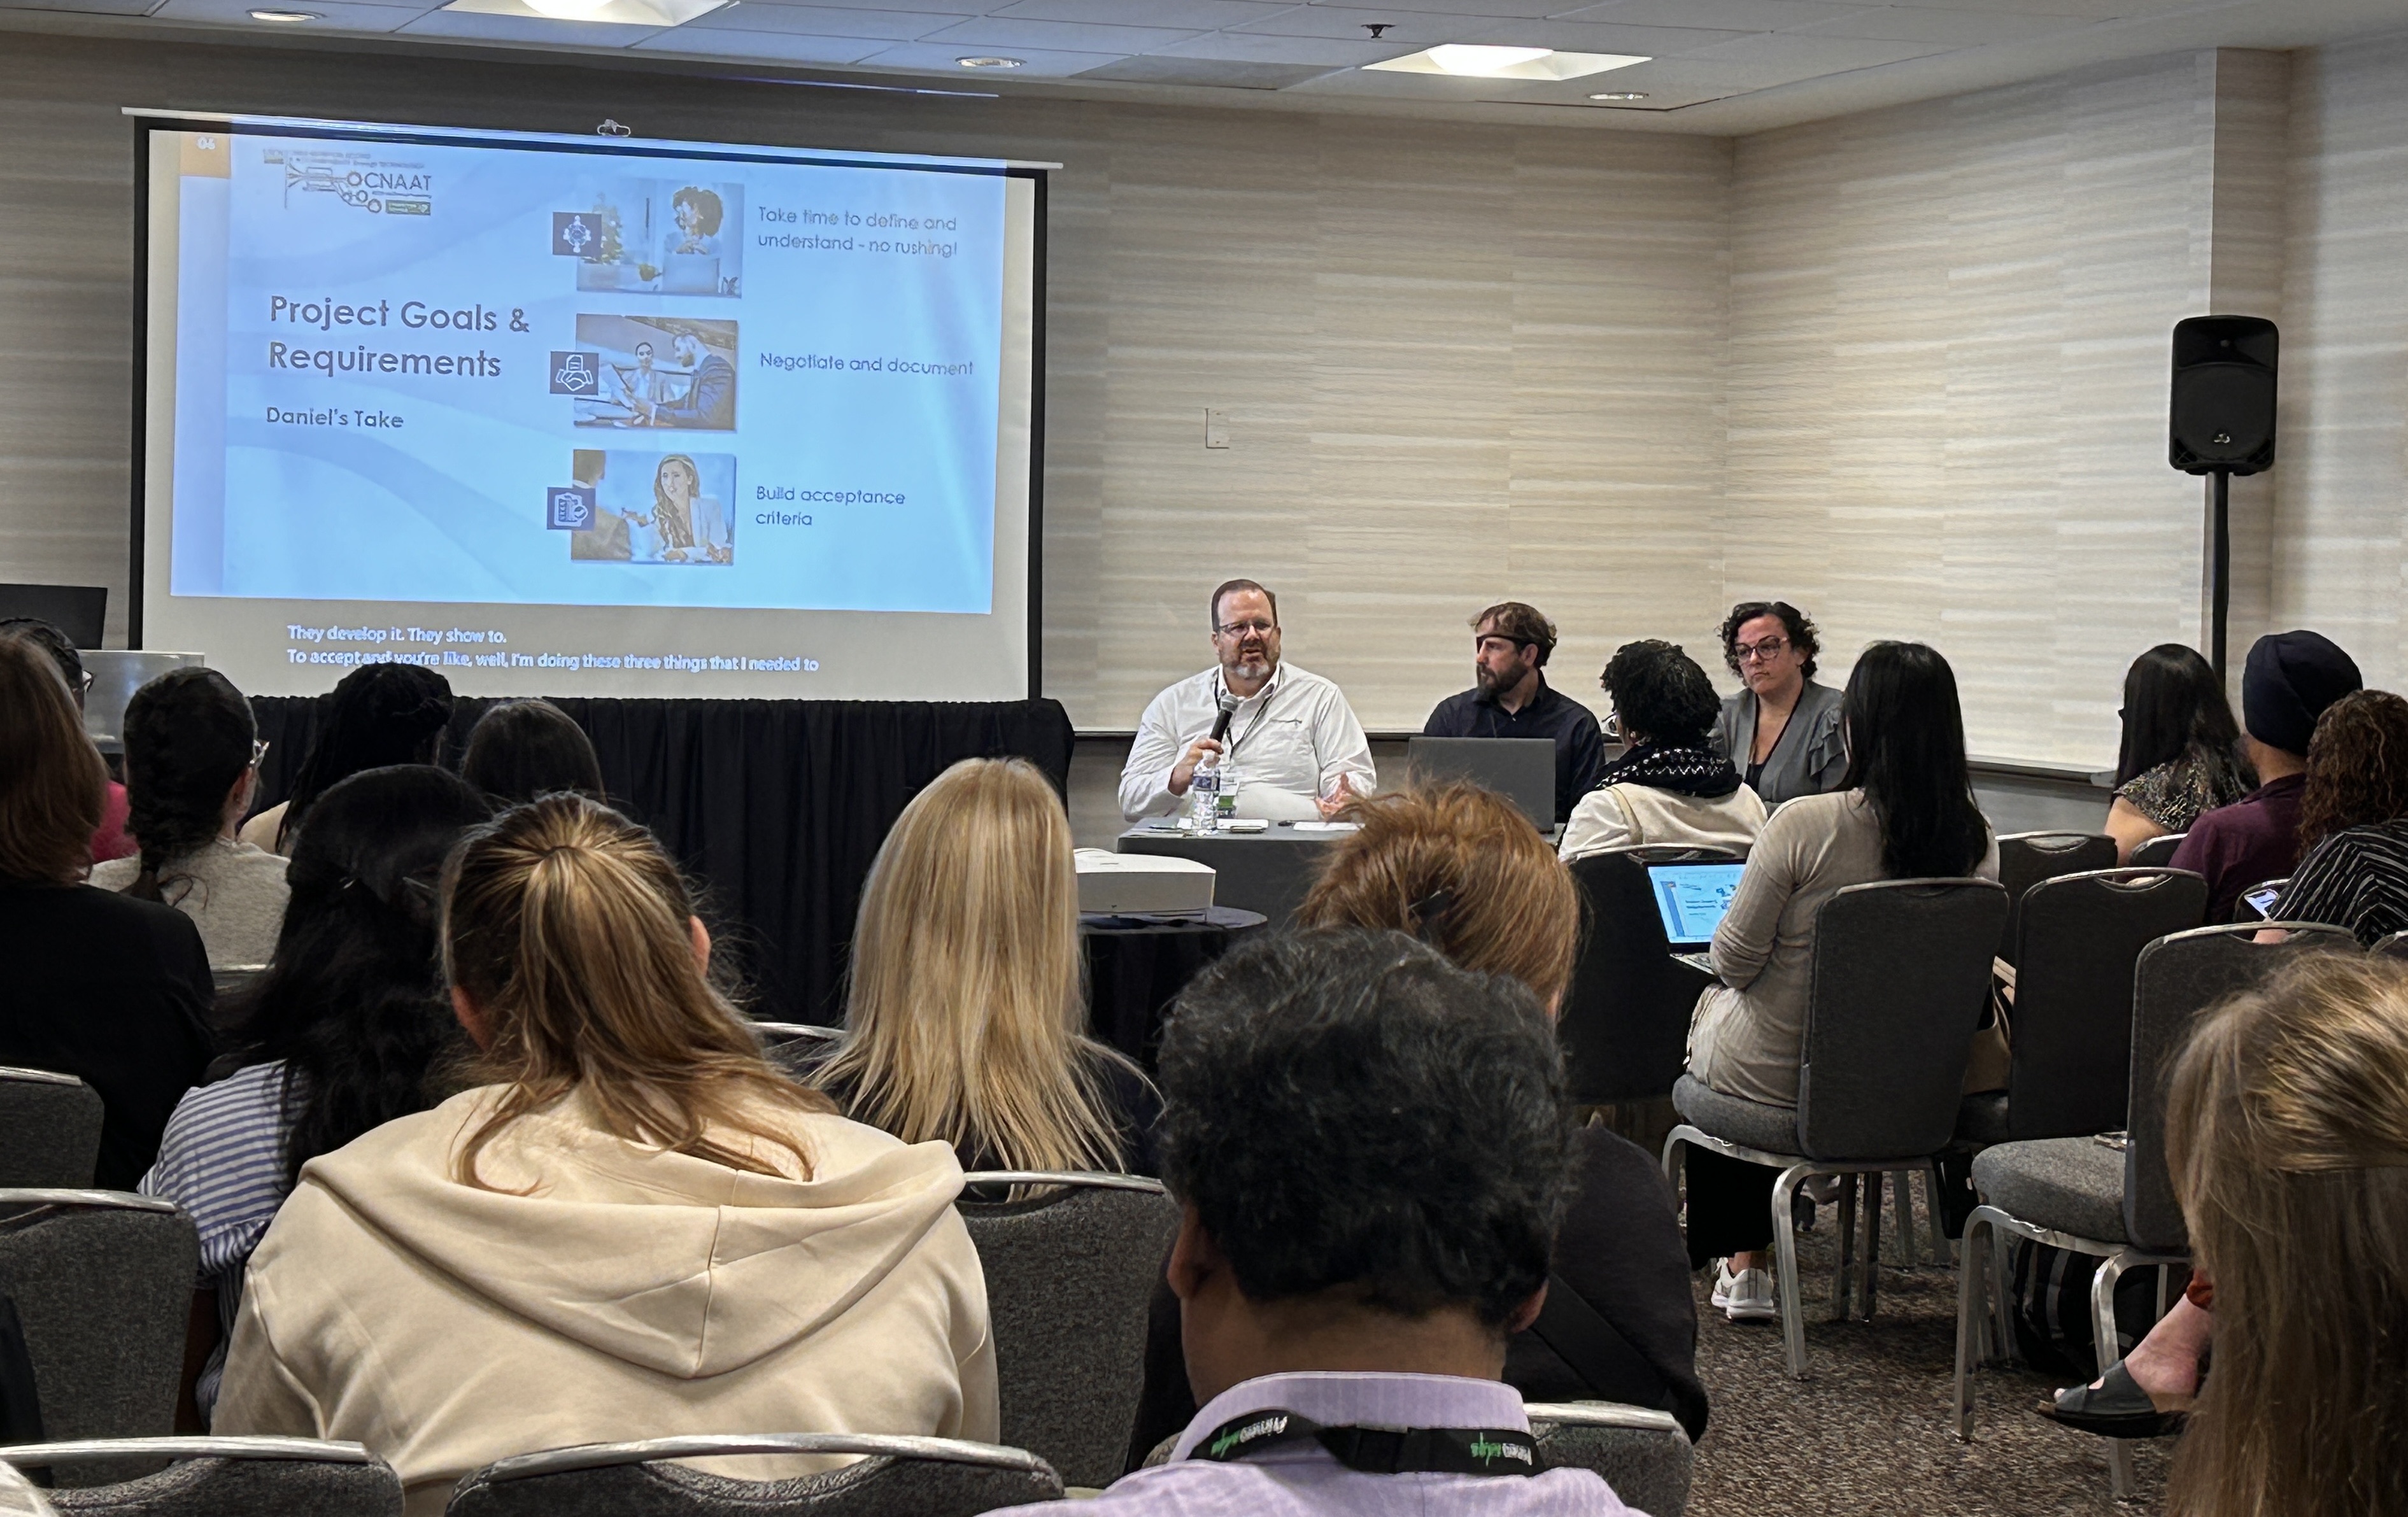 06
CNAAT
Project Goals &
Requirements
Daniel's Take
Take time to define and
understand - no rushing!
Negotiate and document
Build acceptance
criteria
They develop it. They show to.
To accept and you're like, well, I'm doing these three things that I needed to